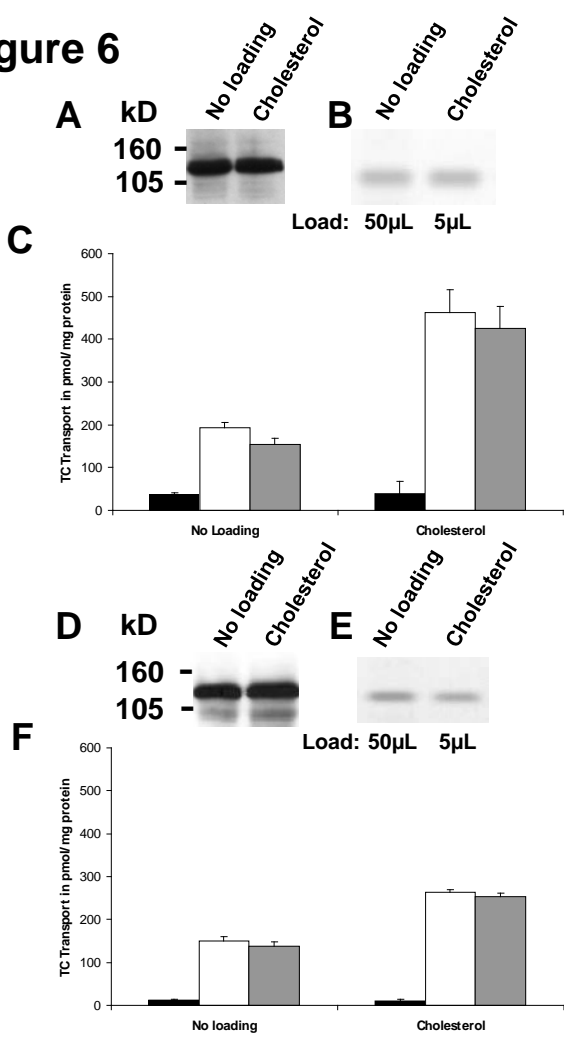 gure 6
No loading
Cholesterol
No loading
Cholesterol
A kD B
160
105
Load: 50µL 5µL
C
TC Transport in pmol/mg protein
600
500
400
300
200
100
0
No Loading Cholesterol
No loading
Cholesterol
No loading
Cholesterol
D kD E
160
105
Load: 50µL 5µL
F
TC Transport in pmol/mg protein
600
500
400
300
200
100
0
No loading Cholesterol